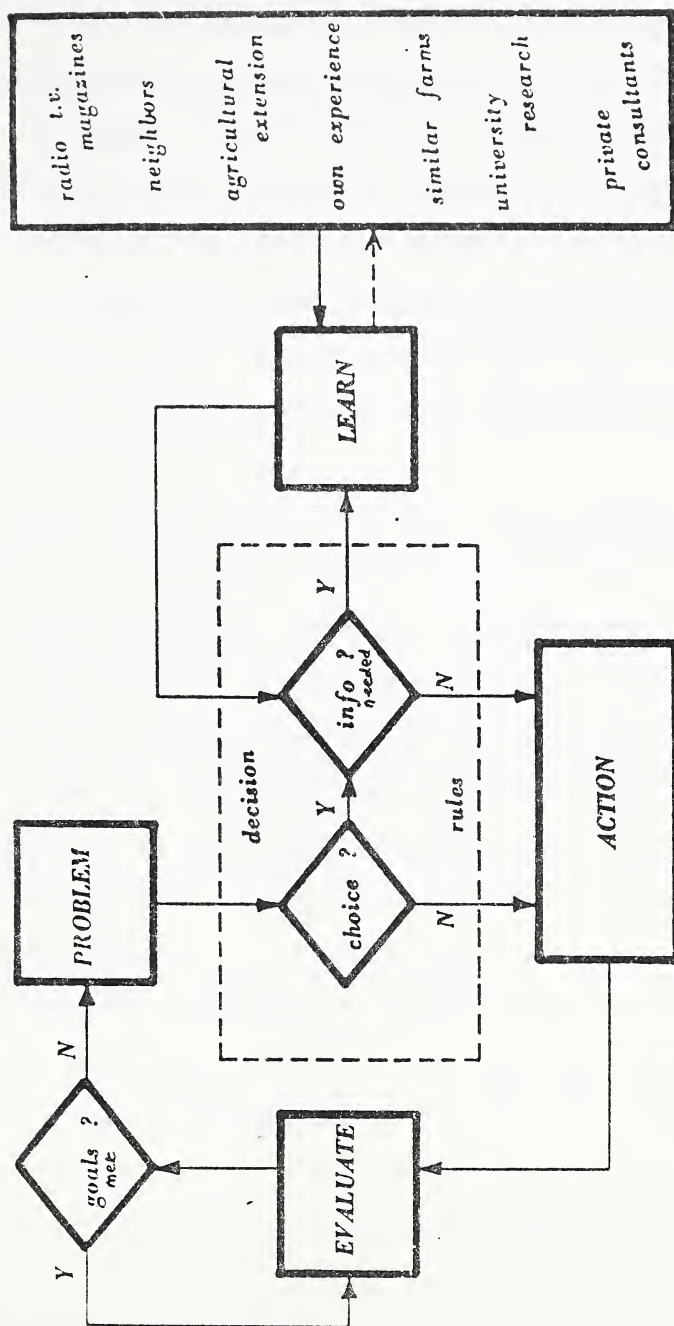 Y
goals ?
met
N
PROBLEM
EVALUATE
decision
choice ?
Y
N
info ?
needed
Y
N
rules
ACTION
LEARN
radio t.v.
magazines
neighbors
agricultural
extension
own experience
similar farms
university
research
private
consultants